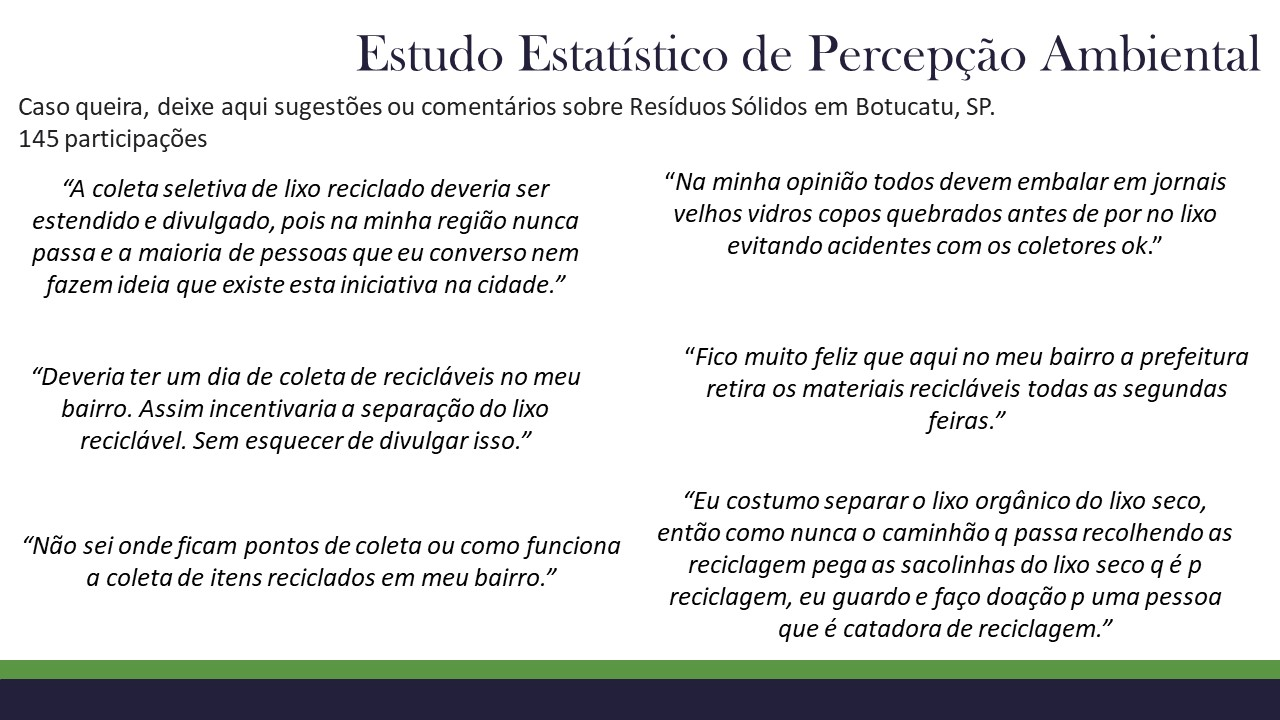 Estudo Estatístico de Percepção Ambiental
Caso queira, deixe aqui sugestões ou comentários sobre Resíduos Sólidos em Botucatu, SP.
145 participações
“A coleta seletiva de lixo reciclado deveria ser
estendido e divulgado, pois na minha região nunca
passa e a maioria de pessoas que eu converso nem
fazem ideia que existe esta iniciativa na cidade.”
“Deveria ter um dia de coleta de recicláveis no meu
bairro. Assim incentivaria a separação do lixo
reciclável. Sem esquecer de divulgar isso.”
“Não sei onde ficam pontos de coleta ou como funciona
a coleta de itens reciclados em meu bairro.”
“Na minha opinião todos devem embalar em jornais
velhos vidros copos quebrados antes de por no lixo
evitando acidentes com os coletores ok.”
“Fico muito feliz que aqui no meu bairro a prefeitura
retira os materiais recicláveis todas as segundas
feiras.”
“Eu costumo separar o lixo orgânico do lixo seco,
então como nunca o caminhão q passa recolhendo as
reciclagem pega as sacolinhas do lixo seco q é p
reciclagem, eu guardo e faço doação p uma pessoa
que é catadora de reciclagem.”